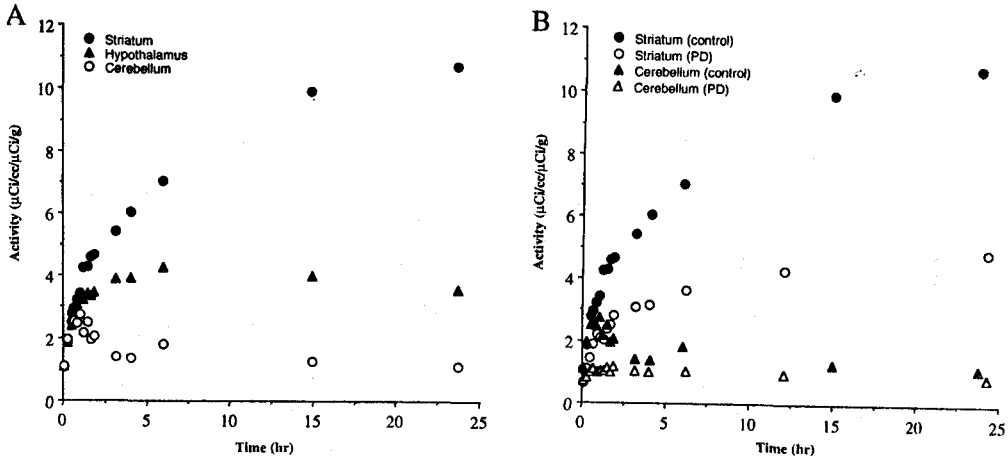 A
12
10
8
6
4
2
0
Activity (μCi/cc/μCi/g)
Striatum
Hypothalamus
Cerebellum
0 5 10 15 20 25
Time (hr)
B
12
10
8
6
4
2
0
Activity (μCi/cc/μCi/g)
Striatum (control)
Striatum (PD)
Cerebellum (control)
Cerebellum (PD)
0 5 10 15 20 25
Time (hr)